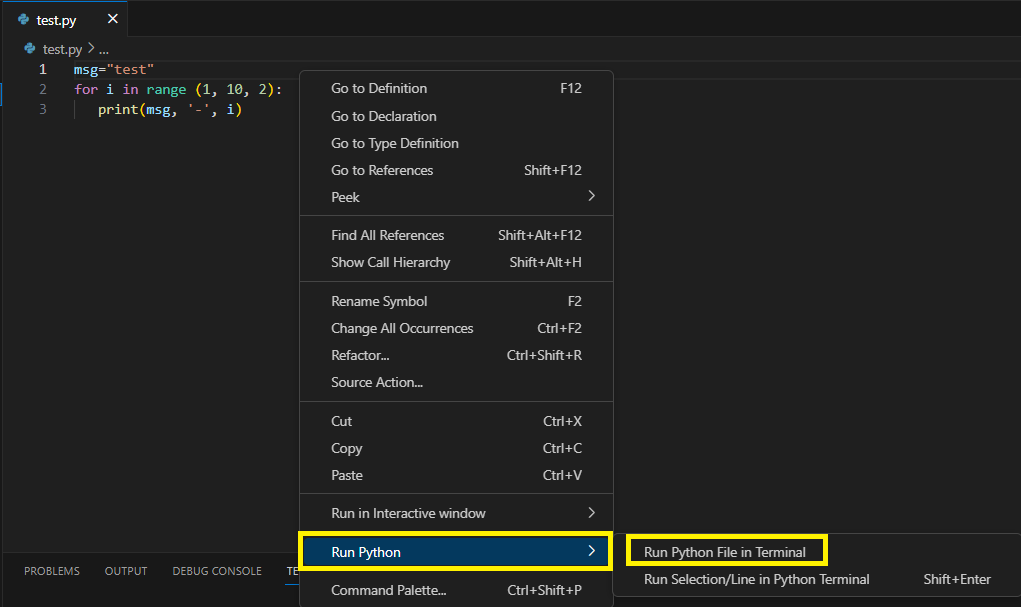 test.py
test.py > ...
1 msg="test"
2 for i in range (1, 10, 2):
3 print(msg, '-', i)
Go to Definition F12
Go to Declaration
Go to Type Definition
Go to References Shift+F12
Peek
Find All References Shift+Alt+F12
Show Call Hierarchy Shift+Alt+H
Rename Symbol F2
Change All Occurrences Ctrl+F2
Refactor... Ctrl+Shift+R
Source Action...
Cut Ctrl+X
Copy Ctrl+C
Paste Ctrl+V
Run in Interactive window
Run Python
Run Python File in Terminal
Run Selection/Line in Python Terminal Shift+Enter
Command Palette... Ctrl+Shift+P
PROBLEMS OUTPUT DEBUG CONSOLE TE